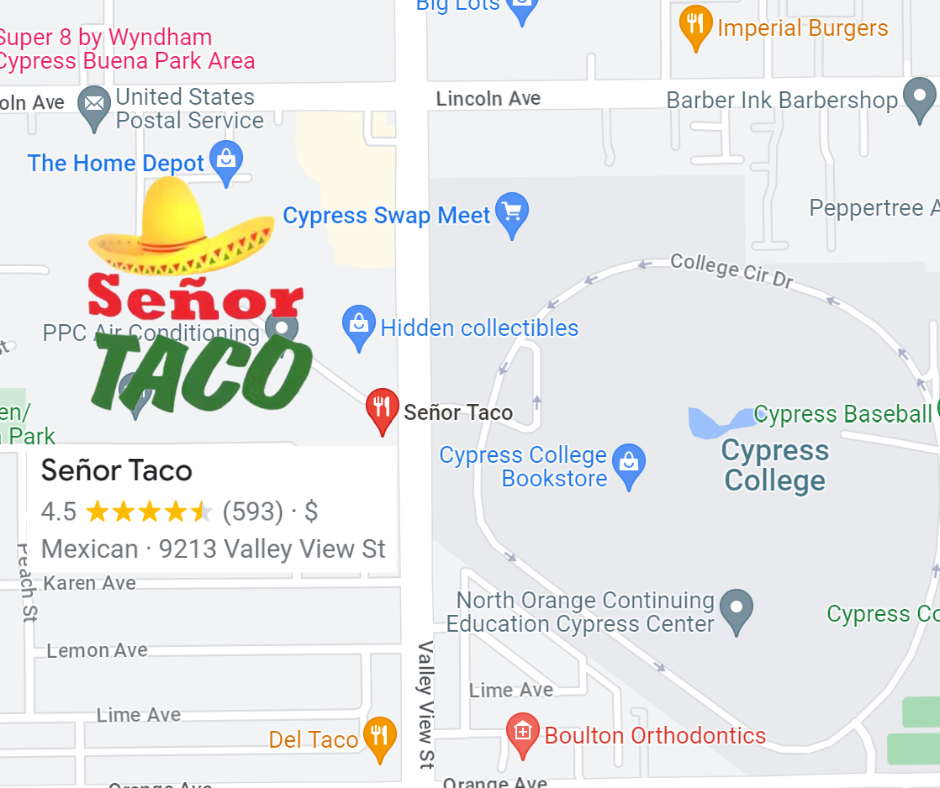 Big Lots
Imperial Burgers
Super 8 by Wyndham
Cypress Buena Park Area
oln Ave
United States
Postal Service
Lincoln Ave
Barber Ink Barbershop
The Home Depot
Cypress Swap Meet
Peppertree A
College Cir Dr
Señor
PPC Air Conditioning
TACO
Hidden collectibles
st
en/
Park
Señor Taco
Cypress Baseball
Cypress College
Bookstore
Cypress
College
Señor Taco
4.5 (593) · $
Mexican · 9213 Valley View St
Peach St
Karen Ave
North Orange Continuing
Education Cypress Center
Cypress Co
Lemon Ave
Valley View St
Lime Ave
Lime Ave
Del Taco
Boulton Orthodontics
Orange Ave
Orange Ave